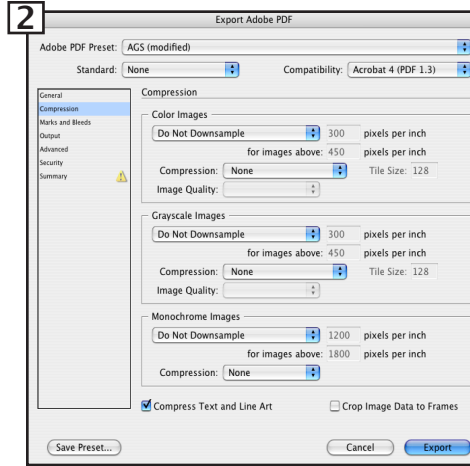 2
Export Adobe PDF
Adobe PDF Preset: AGS (modified)
Standard: None Compatibility: Acrobat 4 (PDF 1.3)
General
Compression
Marks and Bleeds
Output
Advanced
Security
Summary
Compression
Color Images
Do Not Downsample 300 pixels per inch
for images above: 450 pixels per inch
Compression: None Tile Size: 128
Image Quality:
Grayscale Images
Do Not Downsample 300 pixels per inch
for images above: 450 pixels per inch
Compression: None Tile Size: 128
Image Quality:
Monochrome Images
Do Not Downsample 1200 pixels per inch
for images above: 1800 pixels per inch
Compression: None
Compress Text and Line Art Crop Image Data to Frames
Save Preset... Cancel Export